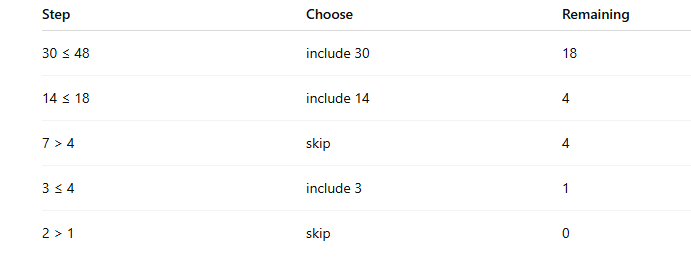 Step Choose Remaining
30 ≤ 48 include 30 18
14 ≤ 18 include 14 4
7 > 4 skip 4
3 ≤ 4 include 3 1
2 > 1 skip 0